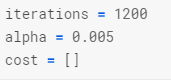 iterations = 1200
alpha = 0.005
cost = []